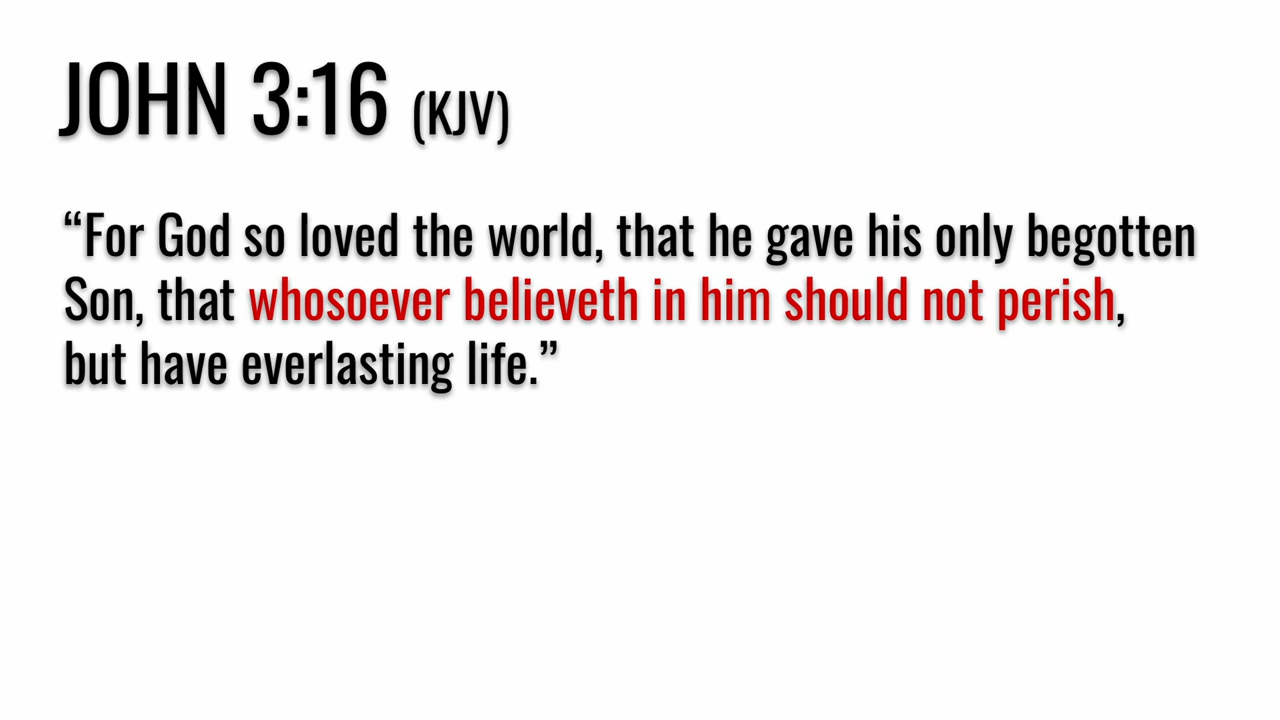 JOHN 3:16 (KJV)
“For God so loved the world, that he gave his only begotten
Son, that whosoever believeth in him should not perish,
but have everlasting life.”